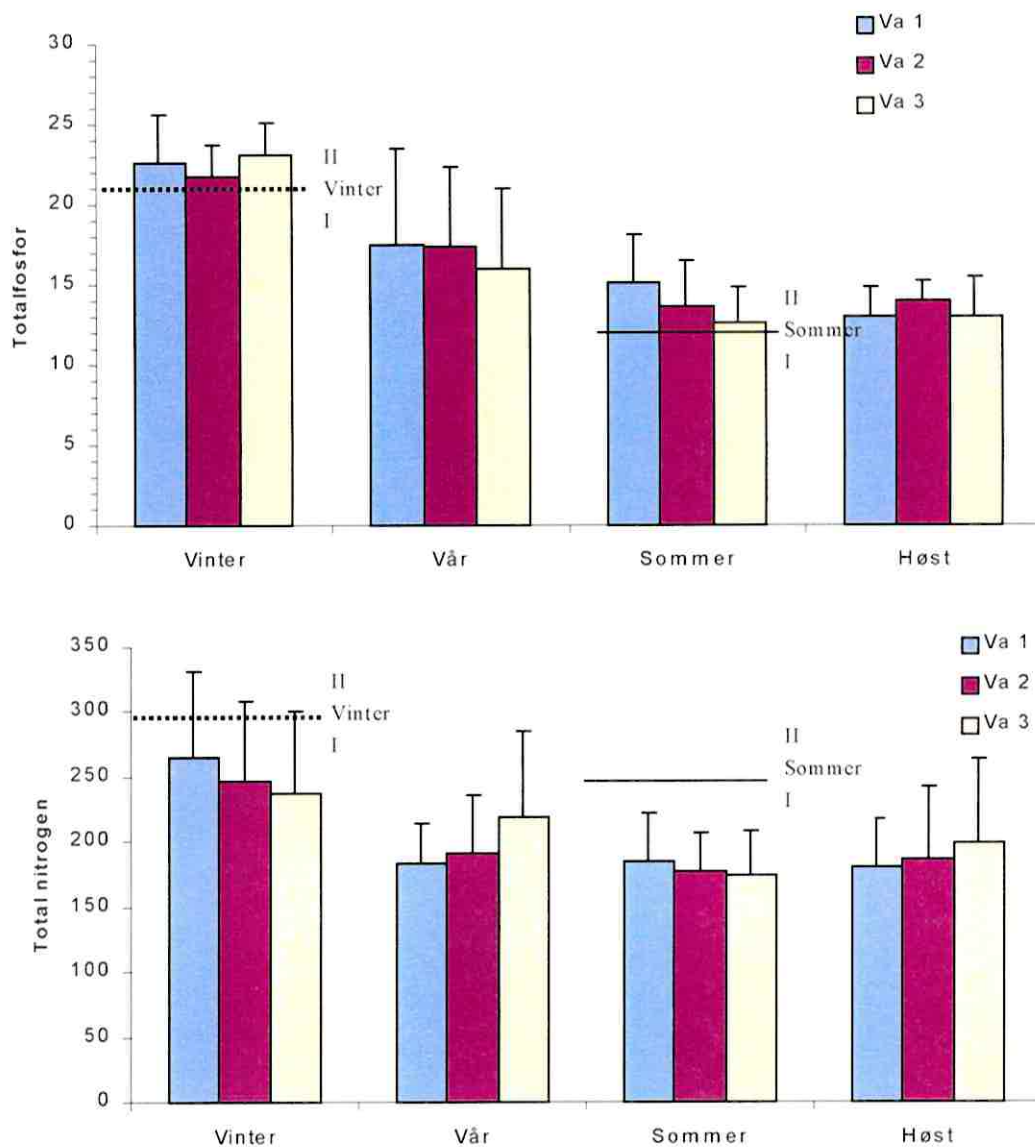 Va 1
Va 2
Va 3
30
25
20
15
10
5
0
Totalfosfor
II
Vinter
I
II
Sommer
I
Vinter Vår Sommer Høst
Va 1
Va 2
Va 3
350
300
250
200
150
100
50
0
Total nitrogen
II
Vinter
I
II
Sommer
I
Vinter Vår Sommer Høst